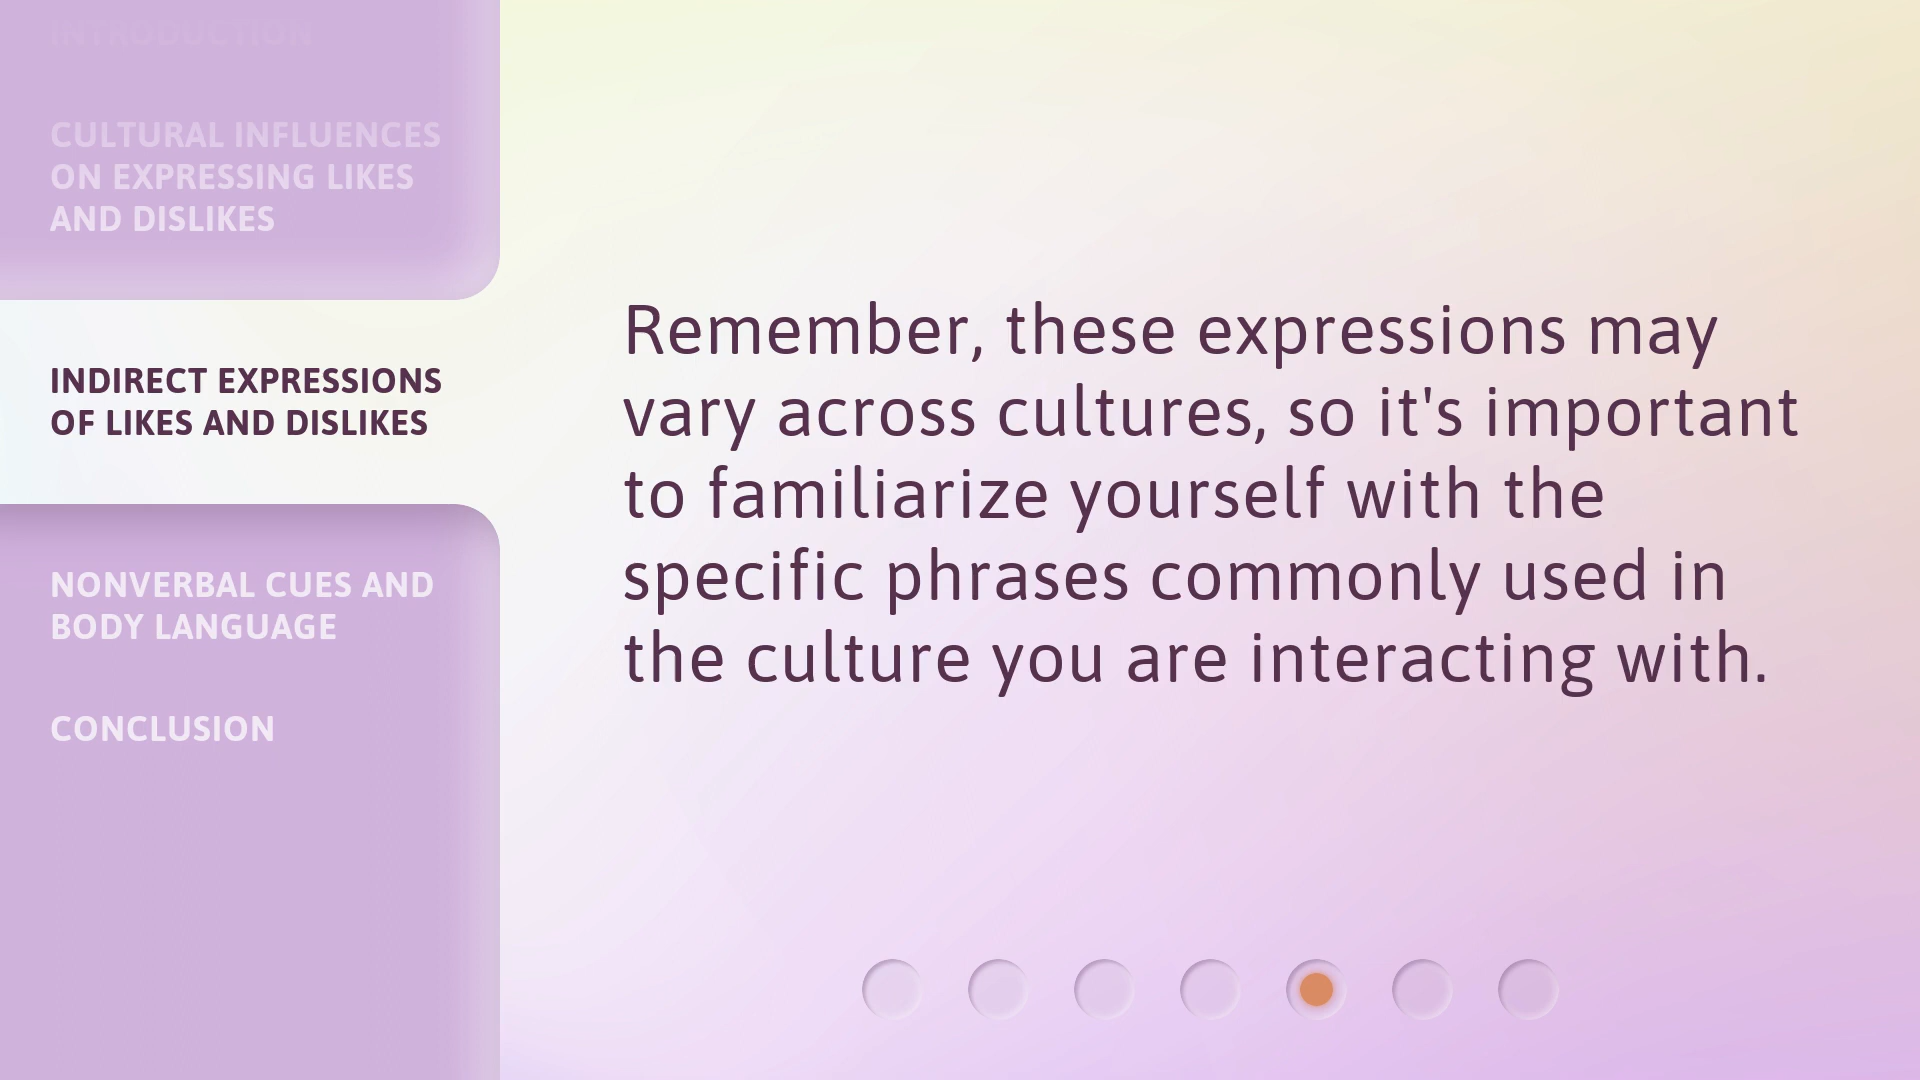 INTRODUCTION
CULTURAL INFLUENCES
ON EXPRESSING LIKES
AND DISLIKES
INDIRECT EXPRESSIONS
OF LIKES AND DISLIKES
NONVERBAL CUES AND
BODY LANGUAGE
CONCLUSION
Remember, these expressions may
vary across cultures, so it's important
to familiarize yourself with the
specific phrases commonly used in
the culture you are interacting with.